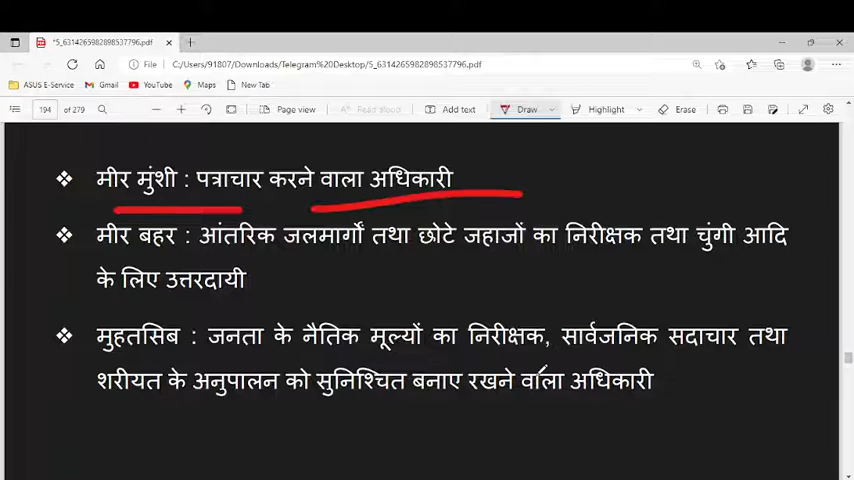 *5_6314265982898537796.pdf
File C:/Users/91807/Downloads/Telegram%20Desktop/5_6314265982898537796.pdf
ASUS E-Service Gmail YouTube Maps New Tab
194 of 279 Page view Read aloud Add text Draw Highlight Erase
❖ मीर मुंशी : पत्राचार करने वाला अधिकारी
❖ मीर बहर : आंतरिक जलमार्गों तथा छोटे जहाजों का निरीक्षक तथा चुंगी आदि
के लिए उत्तरदायी
❖ मुहतसिब : जनता के नैतिक मूल्यों का निरीक्षक, सार्वजनिक सदाचार तथा
शरीयत के अनुपालन को सुनिश्चित बनाए रखने वाला अधिकारी